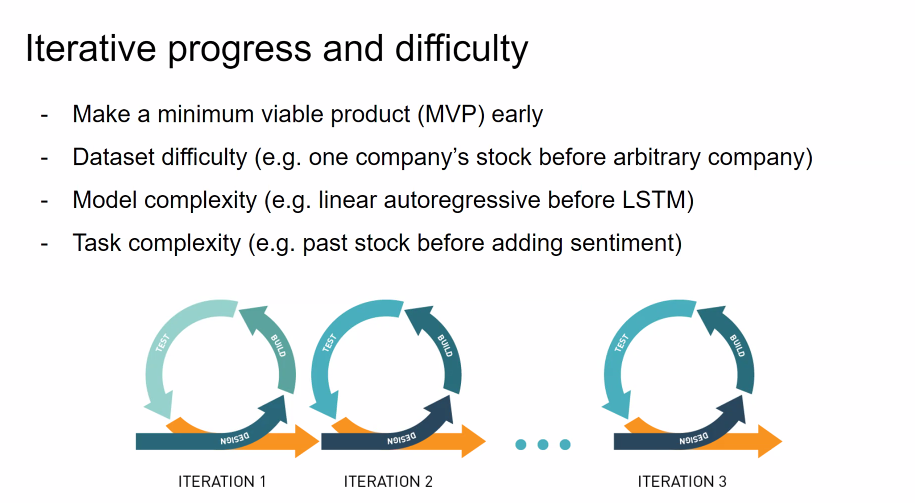 Iterative progress and difficulty
- Make a minimum viable product (MVP) early
- Dataset difficulty (e.g. one company’s stock before arbitrary company)
- Model complexity (e.g. linear autoregressive before LSTM)
- Task complexity (e.g. past stock before adding sentiment)
TEST
BUILD
DESIGN
TEST
BUILD
DESIGN
TEST
BUILD
DESIGN
ITERATION 1
ITERATION 2
ITERATION 3